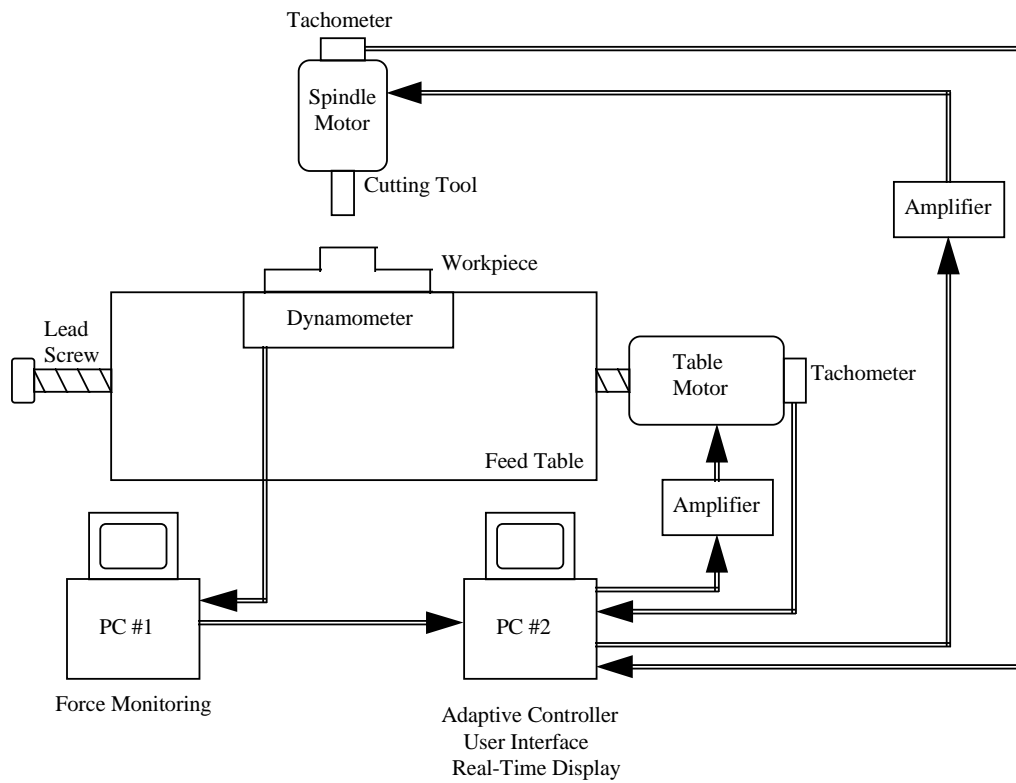 Tachometer
Spindle
Motor
Cutting Tool
Amplifier
Workpiece
Dynamometer
Lead
Screw
Table
Motor
Tachometer
Feed Table
Amplifier
PC #1
PC #2
Force Monitoring
Adaptive Controller
User Interface
Real-Time Display